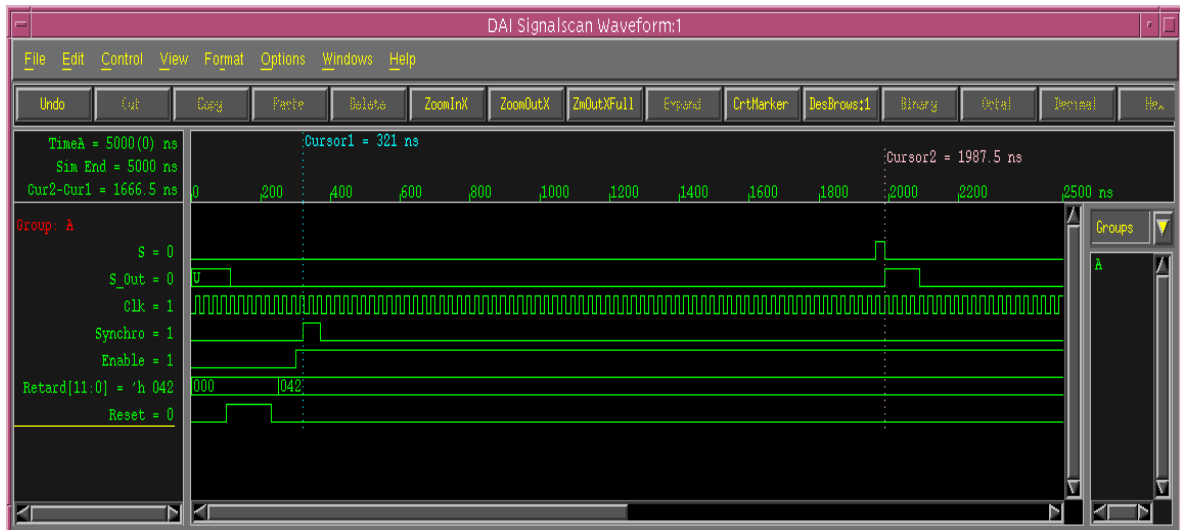 DAI Signalscan Waveform:1
File Edit Control View Format Options Windows Help
Undo Cut Copy Paste Delete ZoomInX ZoomOutX ZmOutXFull Expand CrtMarker DesBrows:1 Binary Octal Decimal Hex
TimeA = 5000(0) ns
Sim End = 5000 ns
Cur2-Cur1 = 1666.5 ns
Cursor1 = 321 ns
Cursor2 = 1987.5 ns
0 200 400 600 800 1000 1200 1400 1600 1800 2000 2200 2500 ns
Group: A
S = 0
S_Out = 0 U
Clk = 1
Synchro = 1
Enable = 1
Retard[11:0] = 'h 042 000 042
Reset = 0
Groups
A